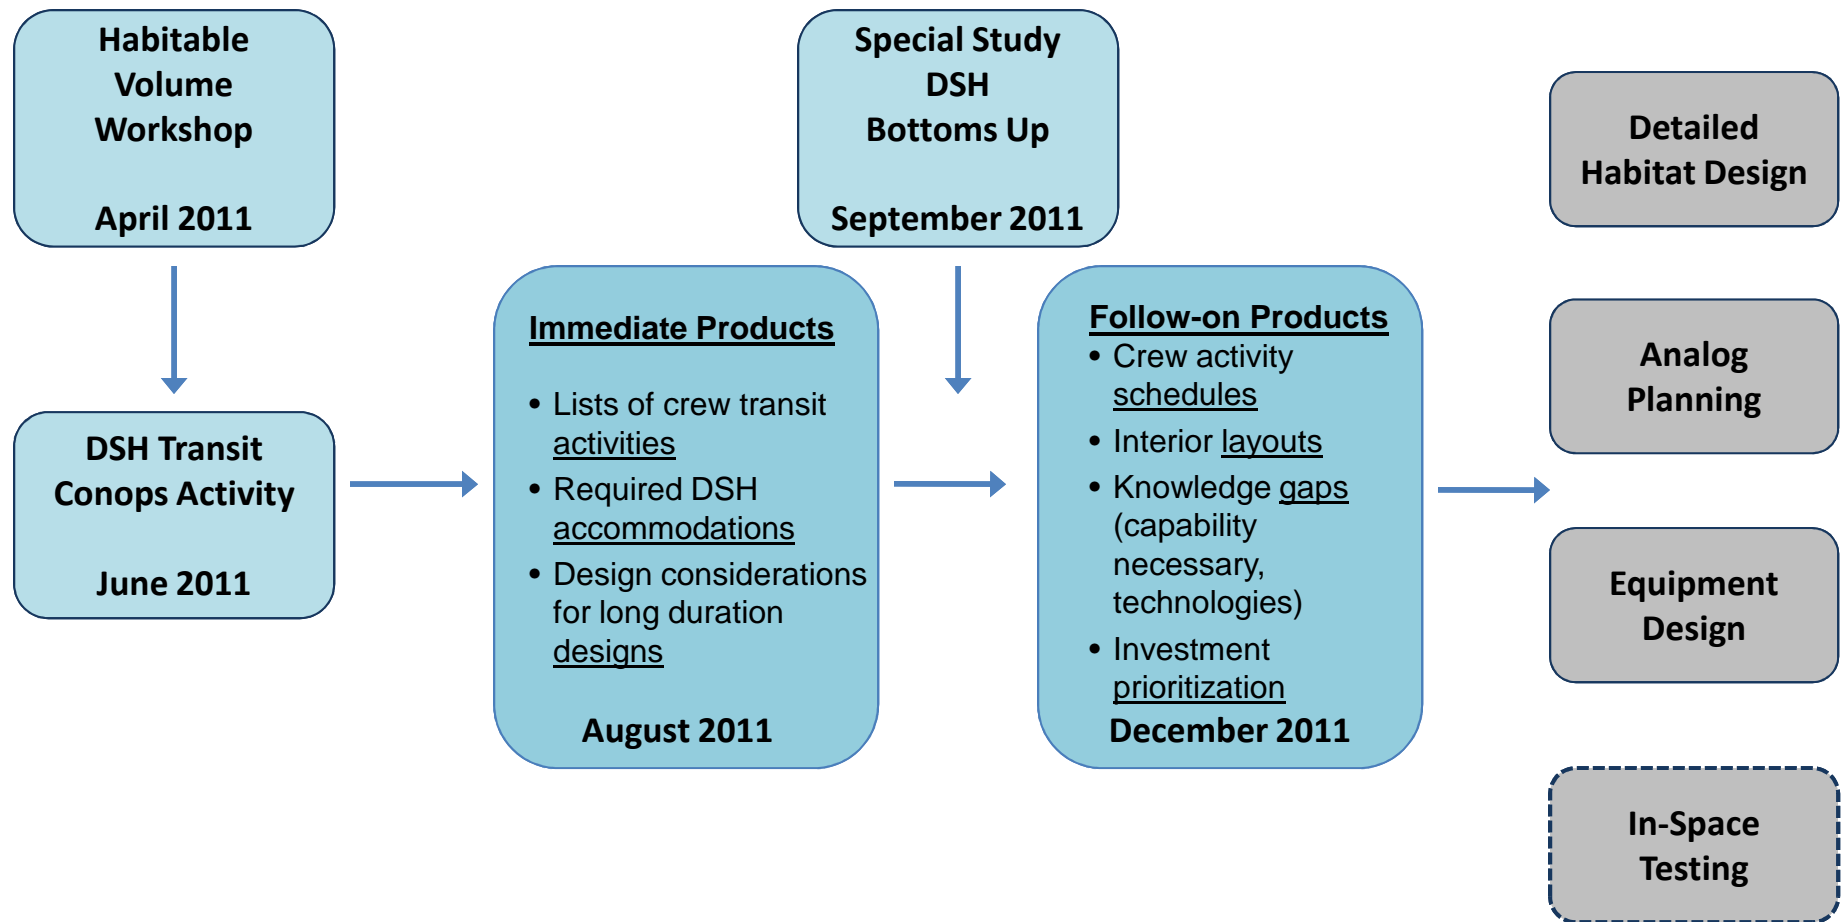 Habitable
Volume
Workshop
April 2011
DSH Transit
Conops Activity
June 2011
Immediate Products
• Lists of crew transit
activities
• Required DSH
accommodations
• Design considerations
for long duration
designs
August 2011
Special Study
DSH
Bottoms Up
September 2011
Follow-on Products
• Crew activity
schedules
• Interior layouts
• Knowledge gaps
(capability
necessary,
technologies)
• Investment
prioritization
December 2011
Detailed
Habitat Design
Analog
Planning
Equipment
Design
In-Space
Testing